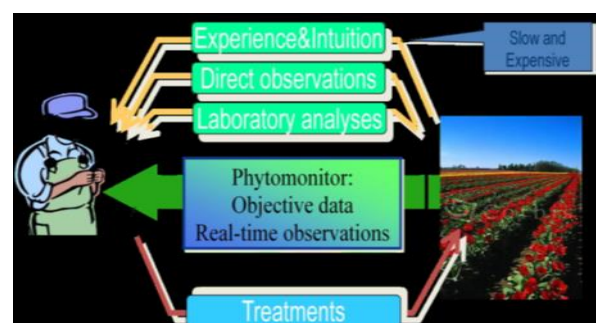 Experience&Intuition
Slow and
Expensive
Direct observations
Laboratory analyses
Phytomonitor:
Objective data
Real-time observations
Treatments